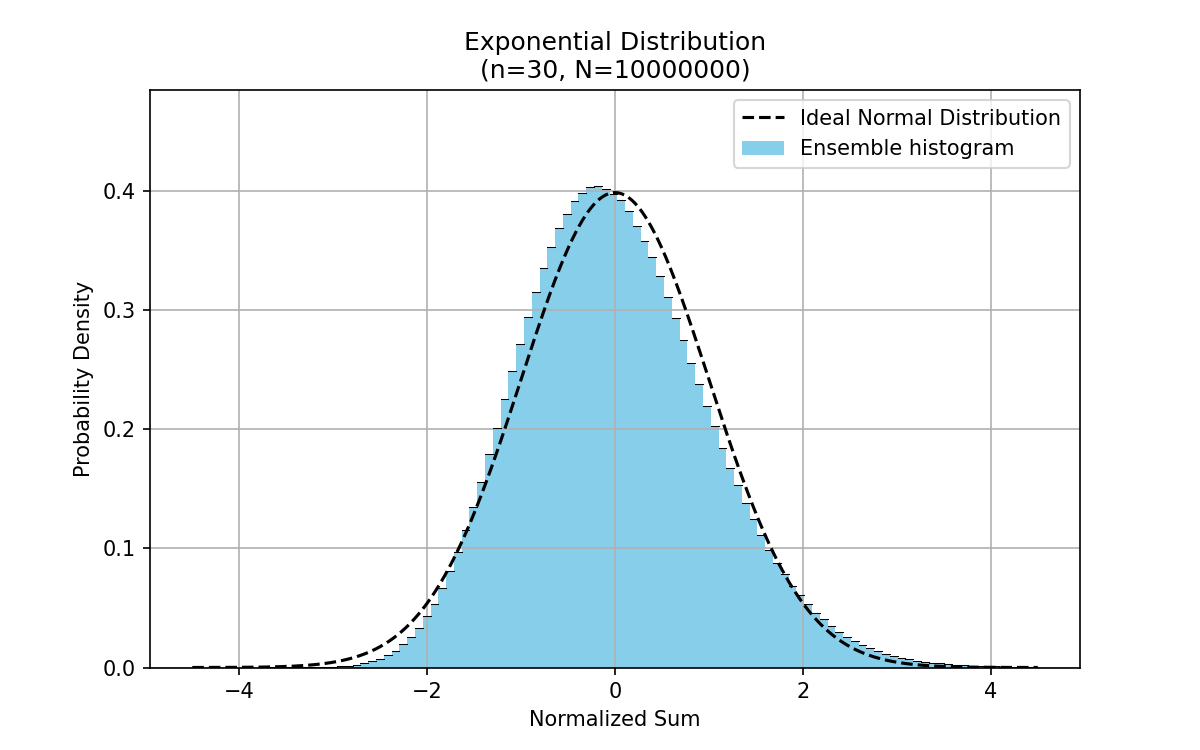 Exponential Distribution
(n=30, N=10000000)
Ideal Normal Distribution
Ensemble histogram
Probability Density
0.4
0.3
0.2
0.1
0.0
−4
−2
0
2
4
Normalized Sum